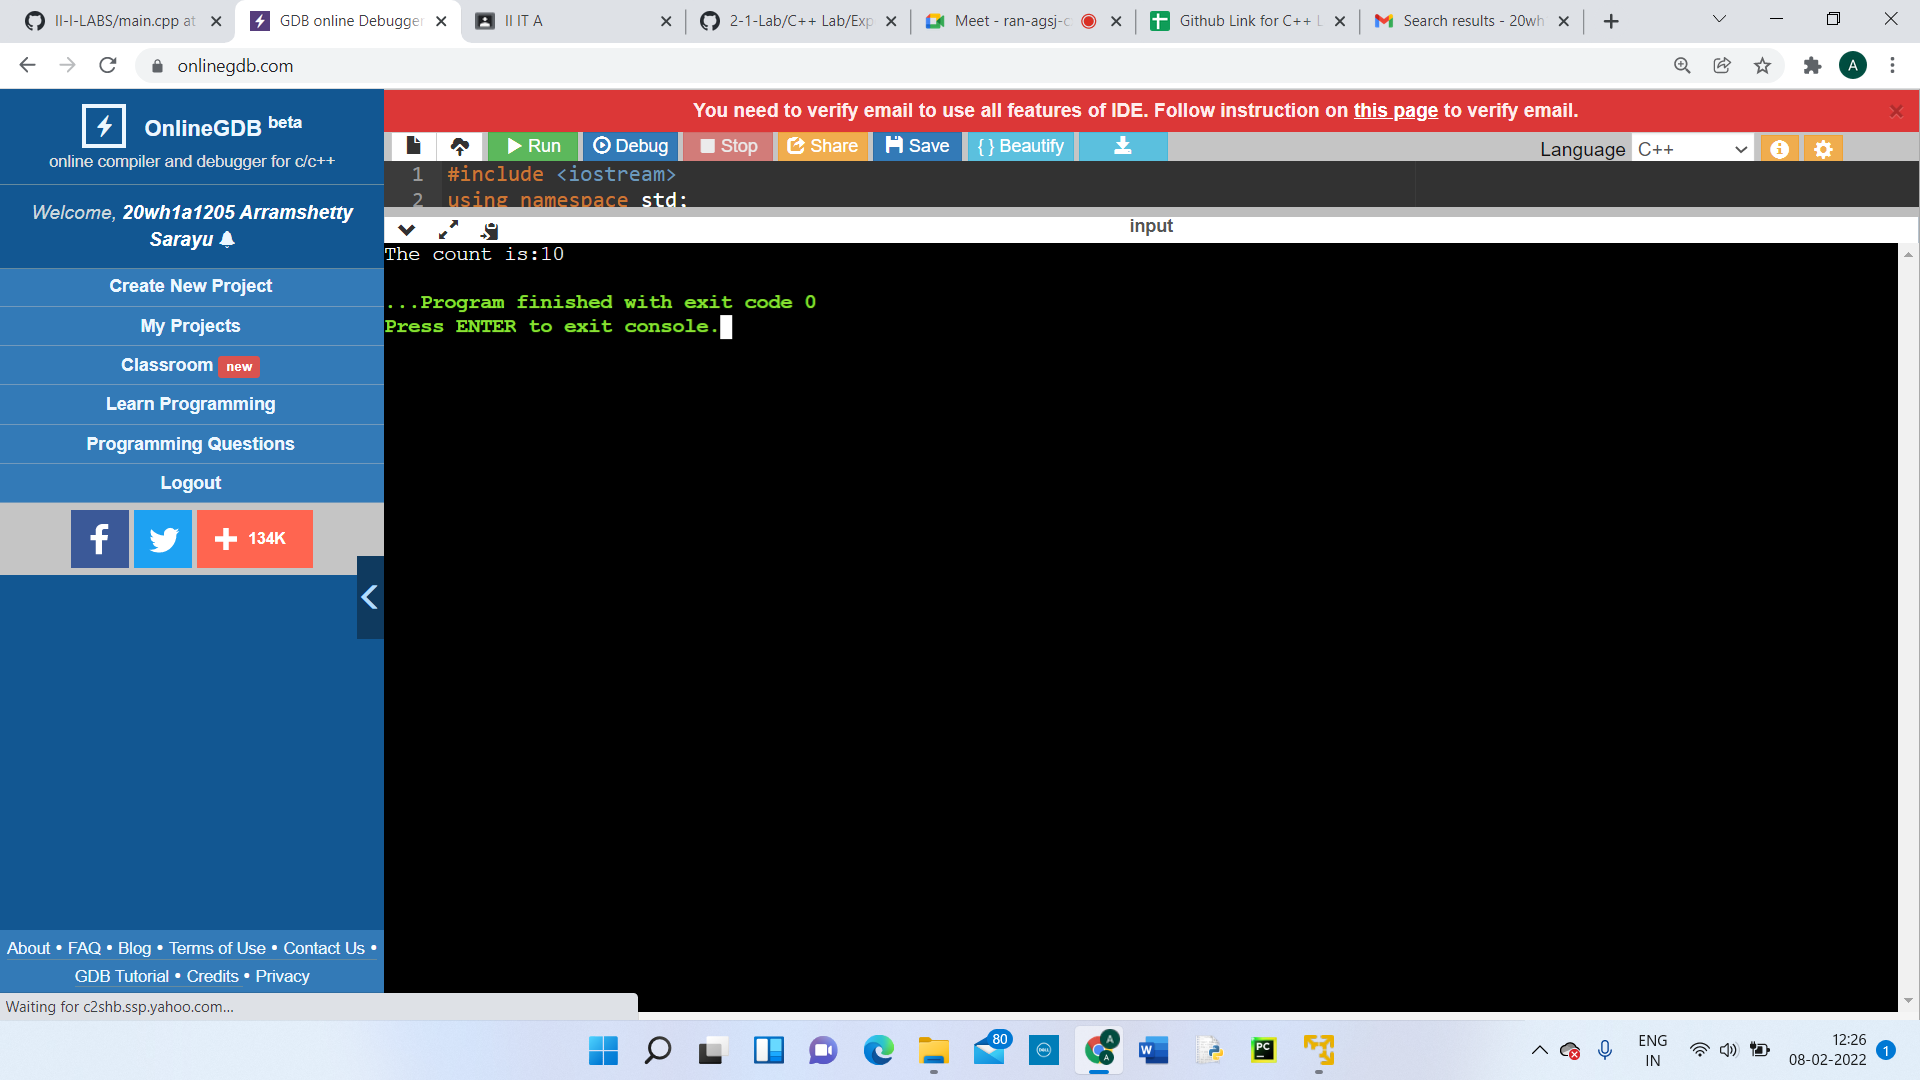 II-I-LABS/main.cpp at
GDB online Debugger
II IT A
2-1-Lab/C++ Lab/Exp
Meet - ran-agsj-c
Github Link for C++ L
Search results - 20wh
onlinegdb.com
A
OnlineGDB beta
online compiler and debugger for c/c++
Welcome, 20wh1a1205 Arramshetty
Sarayu
Create New Project
My Projects
Classroom new
Learn Programming
Programming Questions
Logout
134K
About • FAQ • Blog • Terms of Use • Contact Us •
GDB Tutorial • Credits • Privacy
Waiting for c2shb.ssp.yahoo.com...
You need to verify email to use all features of IDE. Follow instruction on this page to verify email.
Run Debug Stop Share Save { } Beautify
Language C++
1 #include <iostream>
2 using namespace std;
input
The count is:10
...Program finished with exit code 0
Press ENTER to exit console.
80
DELL
A
A
W
PC
ENG
IN
12:26
08-02-2022
1